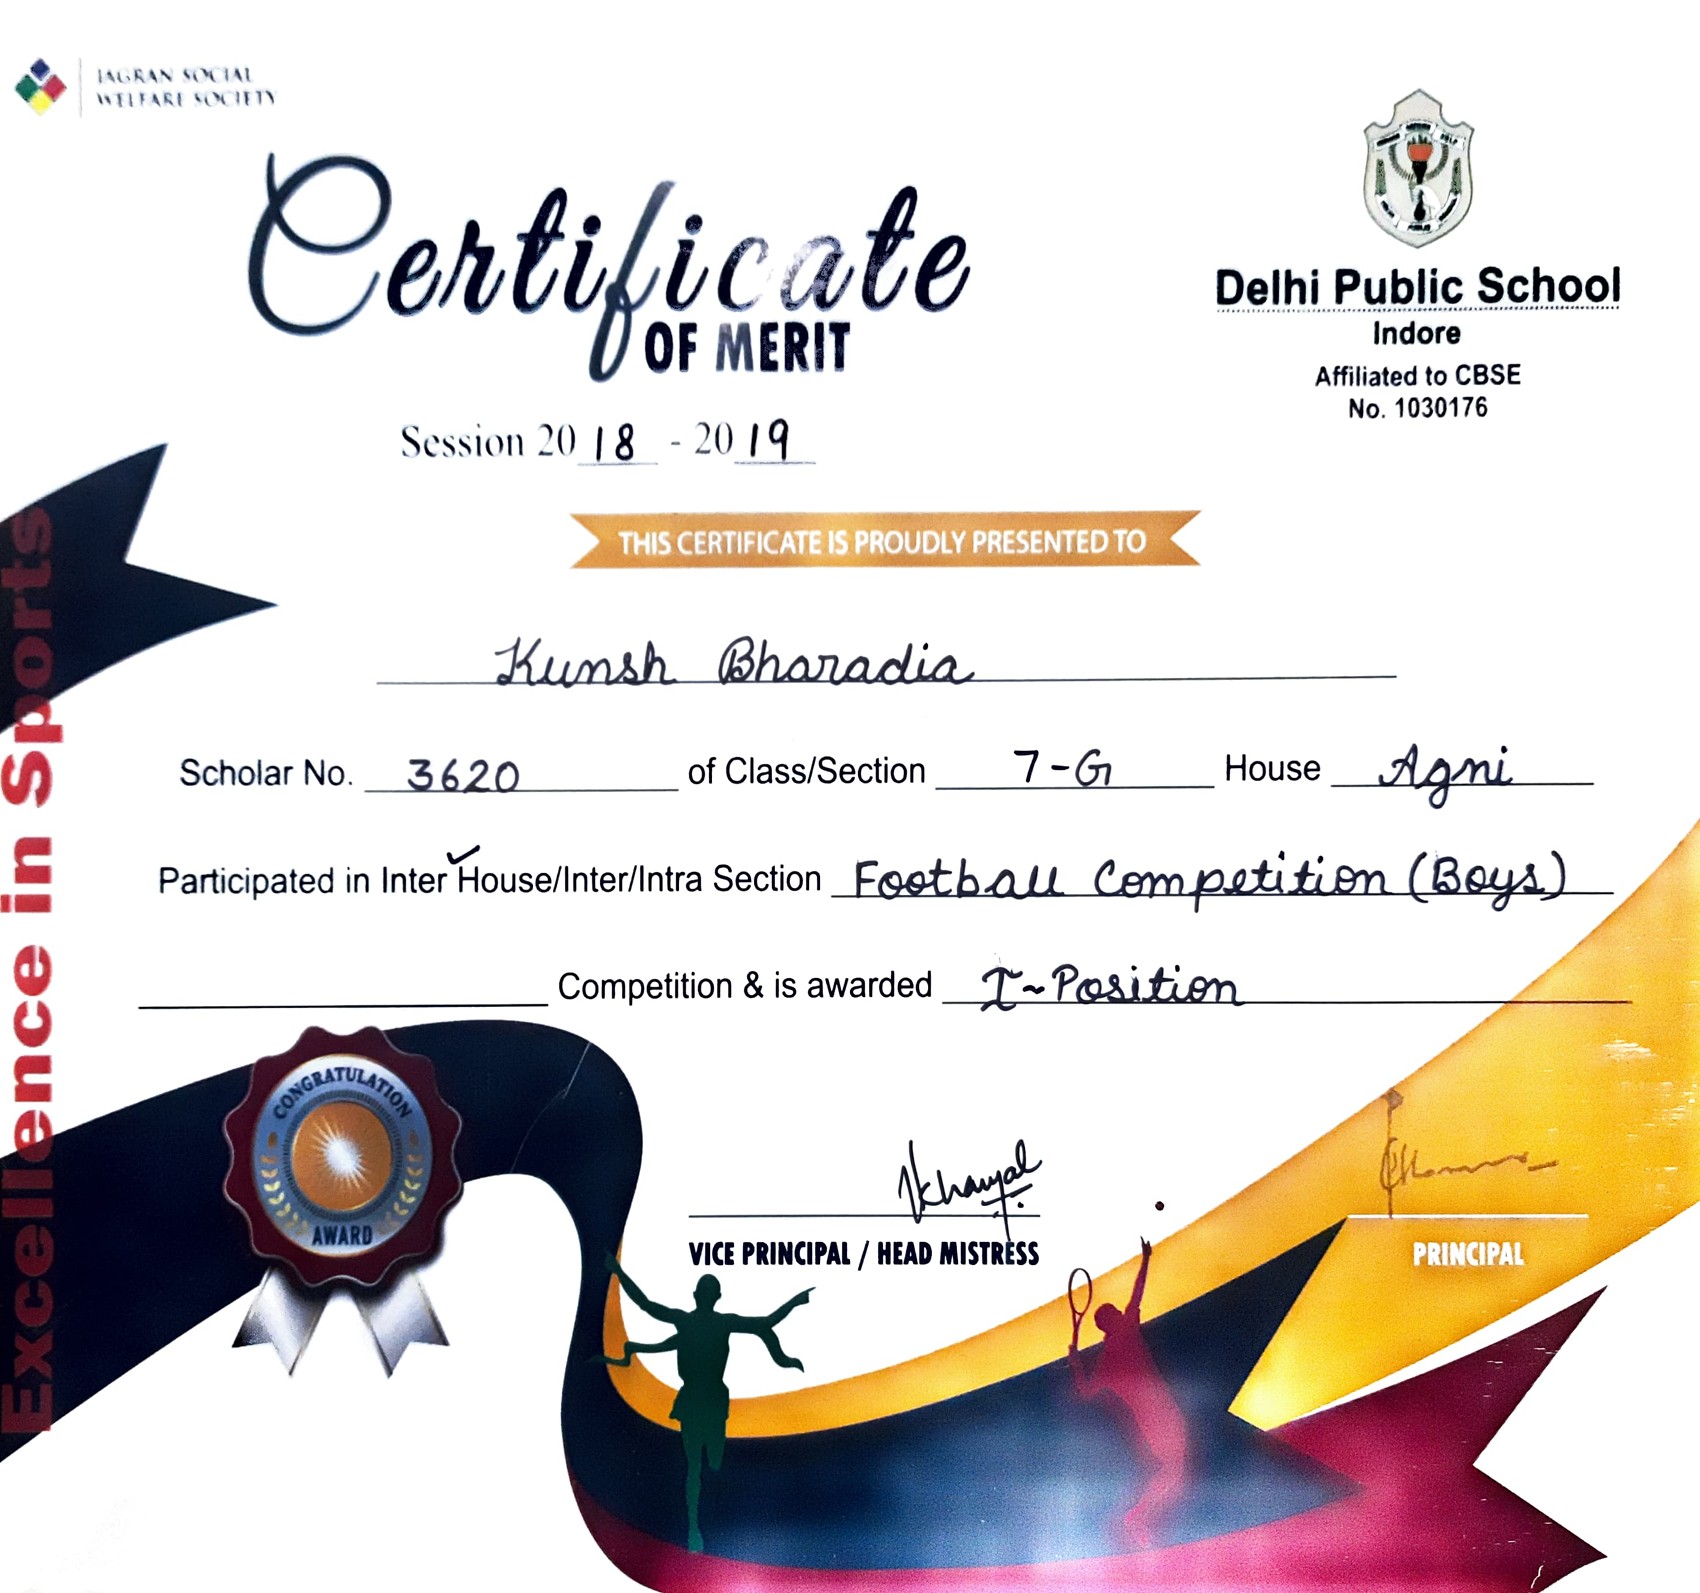 JAGRAN SOCIAL
WELFARE SOCIETY
Certificate
OF MERIT
Delhi Public School
Indore
Affiliated to CBSE
No. 1030176
Session 2018 - 2019
THIS CERTIFICATE IS PROUDLY PRESENTED TO
Kunsh Bharadia
Scholar No. 3620 of Class/Section 7-G House Agni
Participated in Inter House/Inter/Intra Section Football Competition (Boys)
Competition & is awarded I~Position
Excellence in Sports
CONGRATULATION
AWARD
VICE PRINCIPAL / HEAD MISTRESS
PRINCIPAL